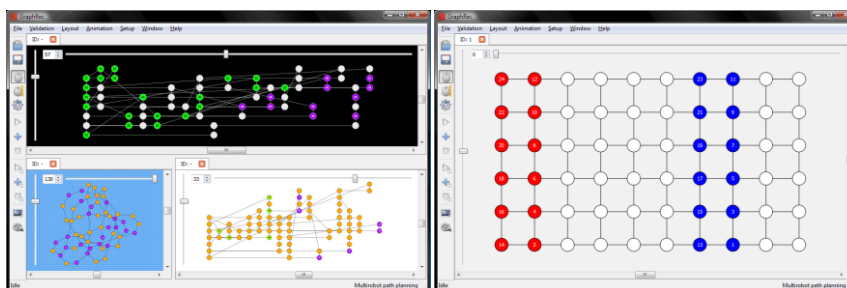 GraphRec
File Validation Layout Animation Setup Window Help
ID: -
57
ID: -
130
ID: -
33
Idle
Multirobot path planning
GraphRec
File Validation Layout Animation Setup Window Help
ID: 1
0
24 12 23 11
22 10 21 9
20 8 19 7
18 6 17 5
16 4 15 3
14 2 13 1
Idle
Multirobot path planning